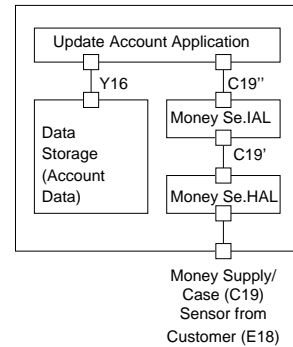 Update Account Application
Y16
C19''
Data
Storage
(Account
Data)
Money Se.IAL
C19'
Money Se.HAL
Money Supply/
Case (C19)
Sensor from
Customer (E18)